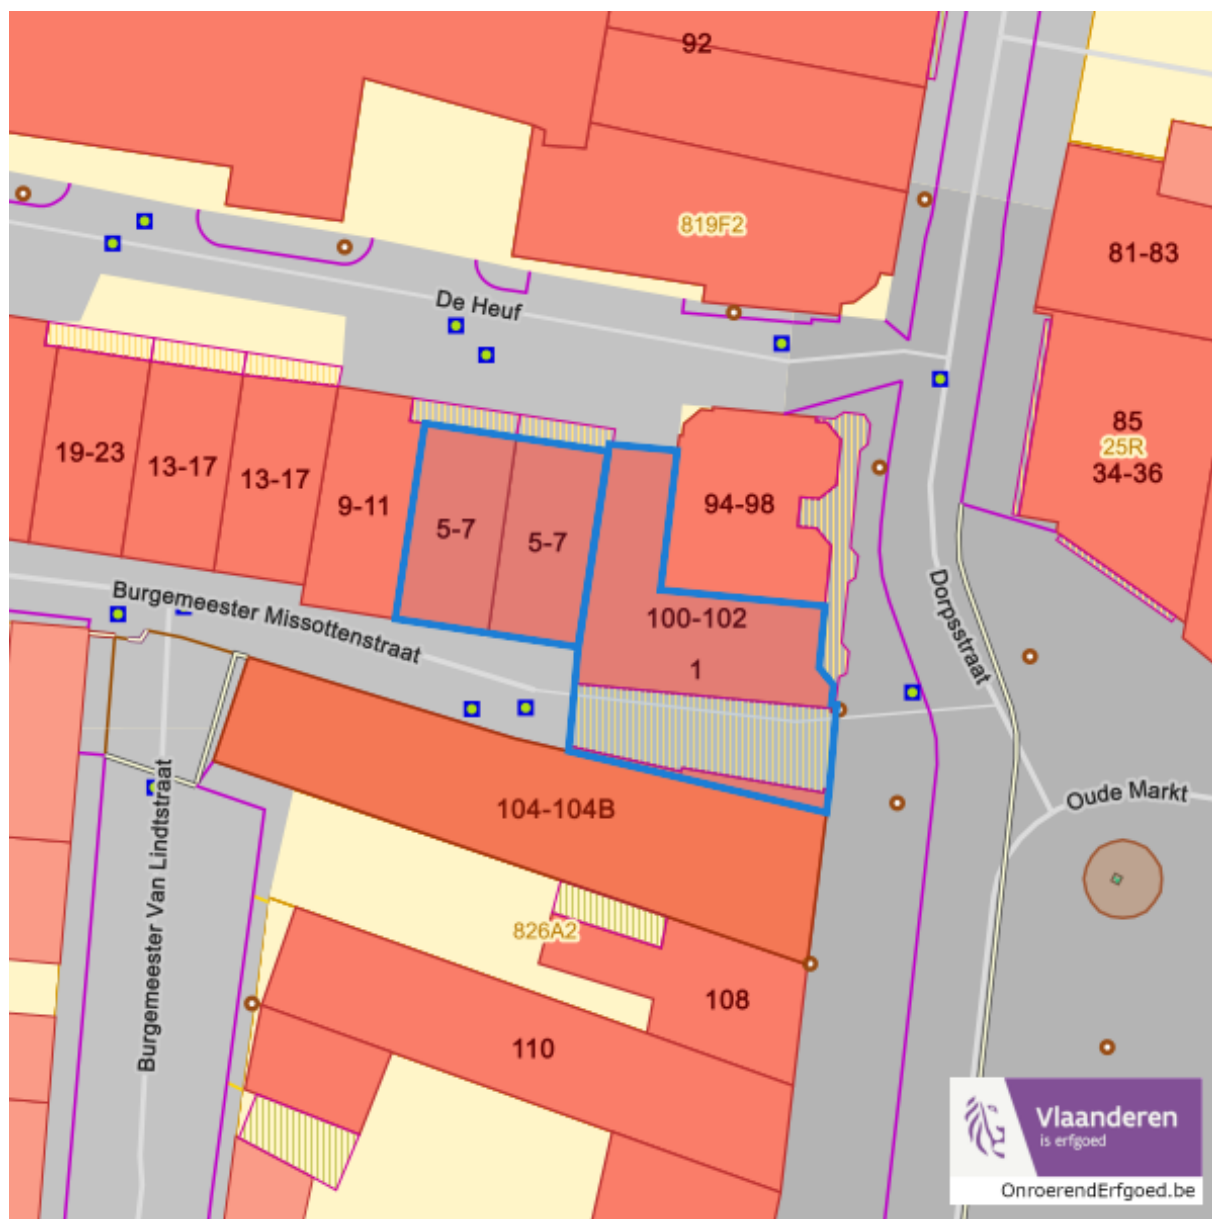 92
819F2
81-83
De Heuf
85
25R
34-36
19-23
13-17
13-17
9-11
5-7
5-7
94-98
Burgemeester Missottenstraat
100-102
1
Dorpsstraat
104-104B
Oude Markt
Burgemeester Van Lindtstraat
826A2
108
110
Vlaanderen
is erfgoed
OnroerendErfgoed.be